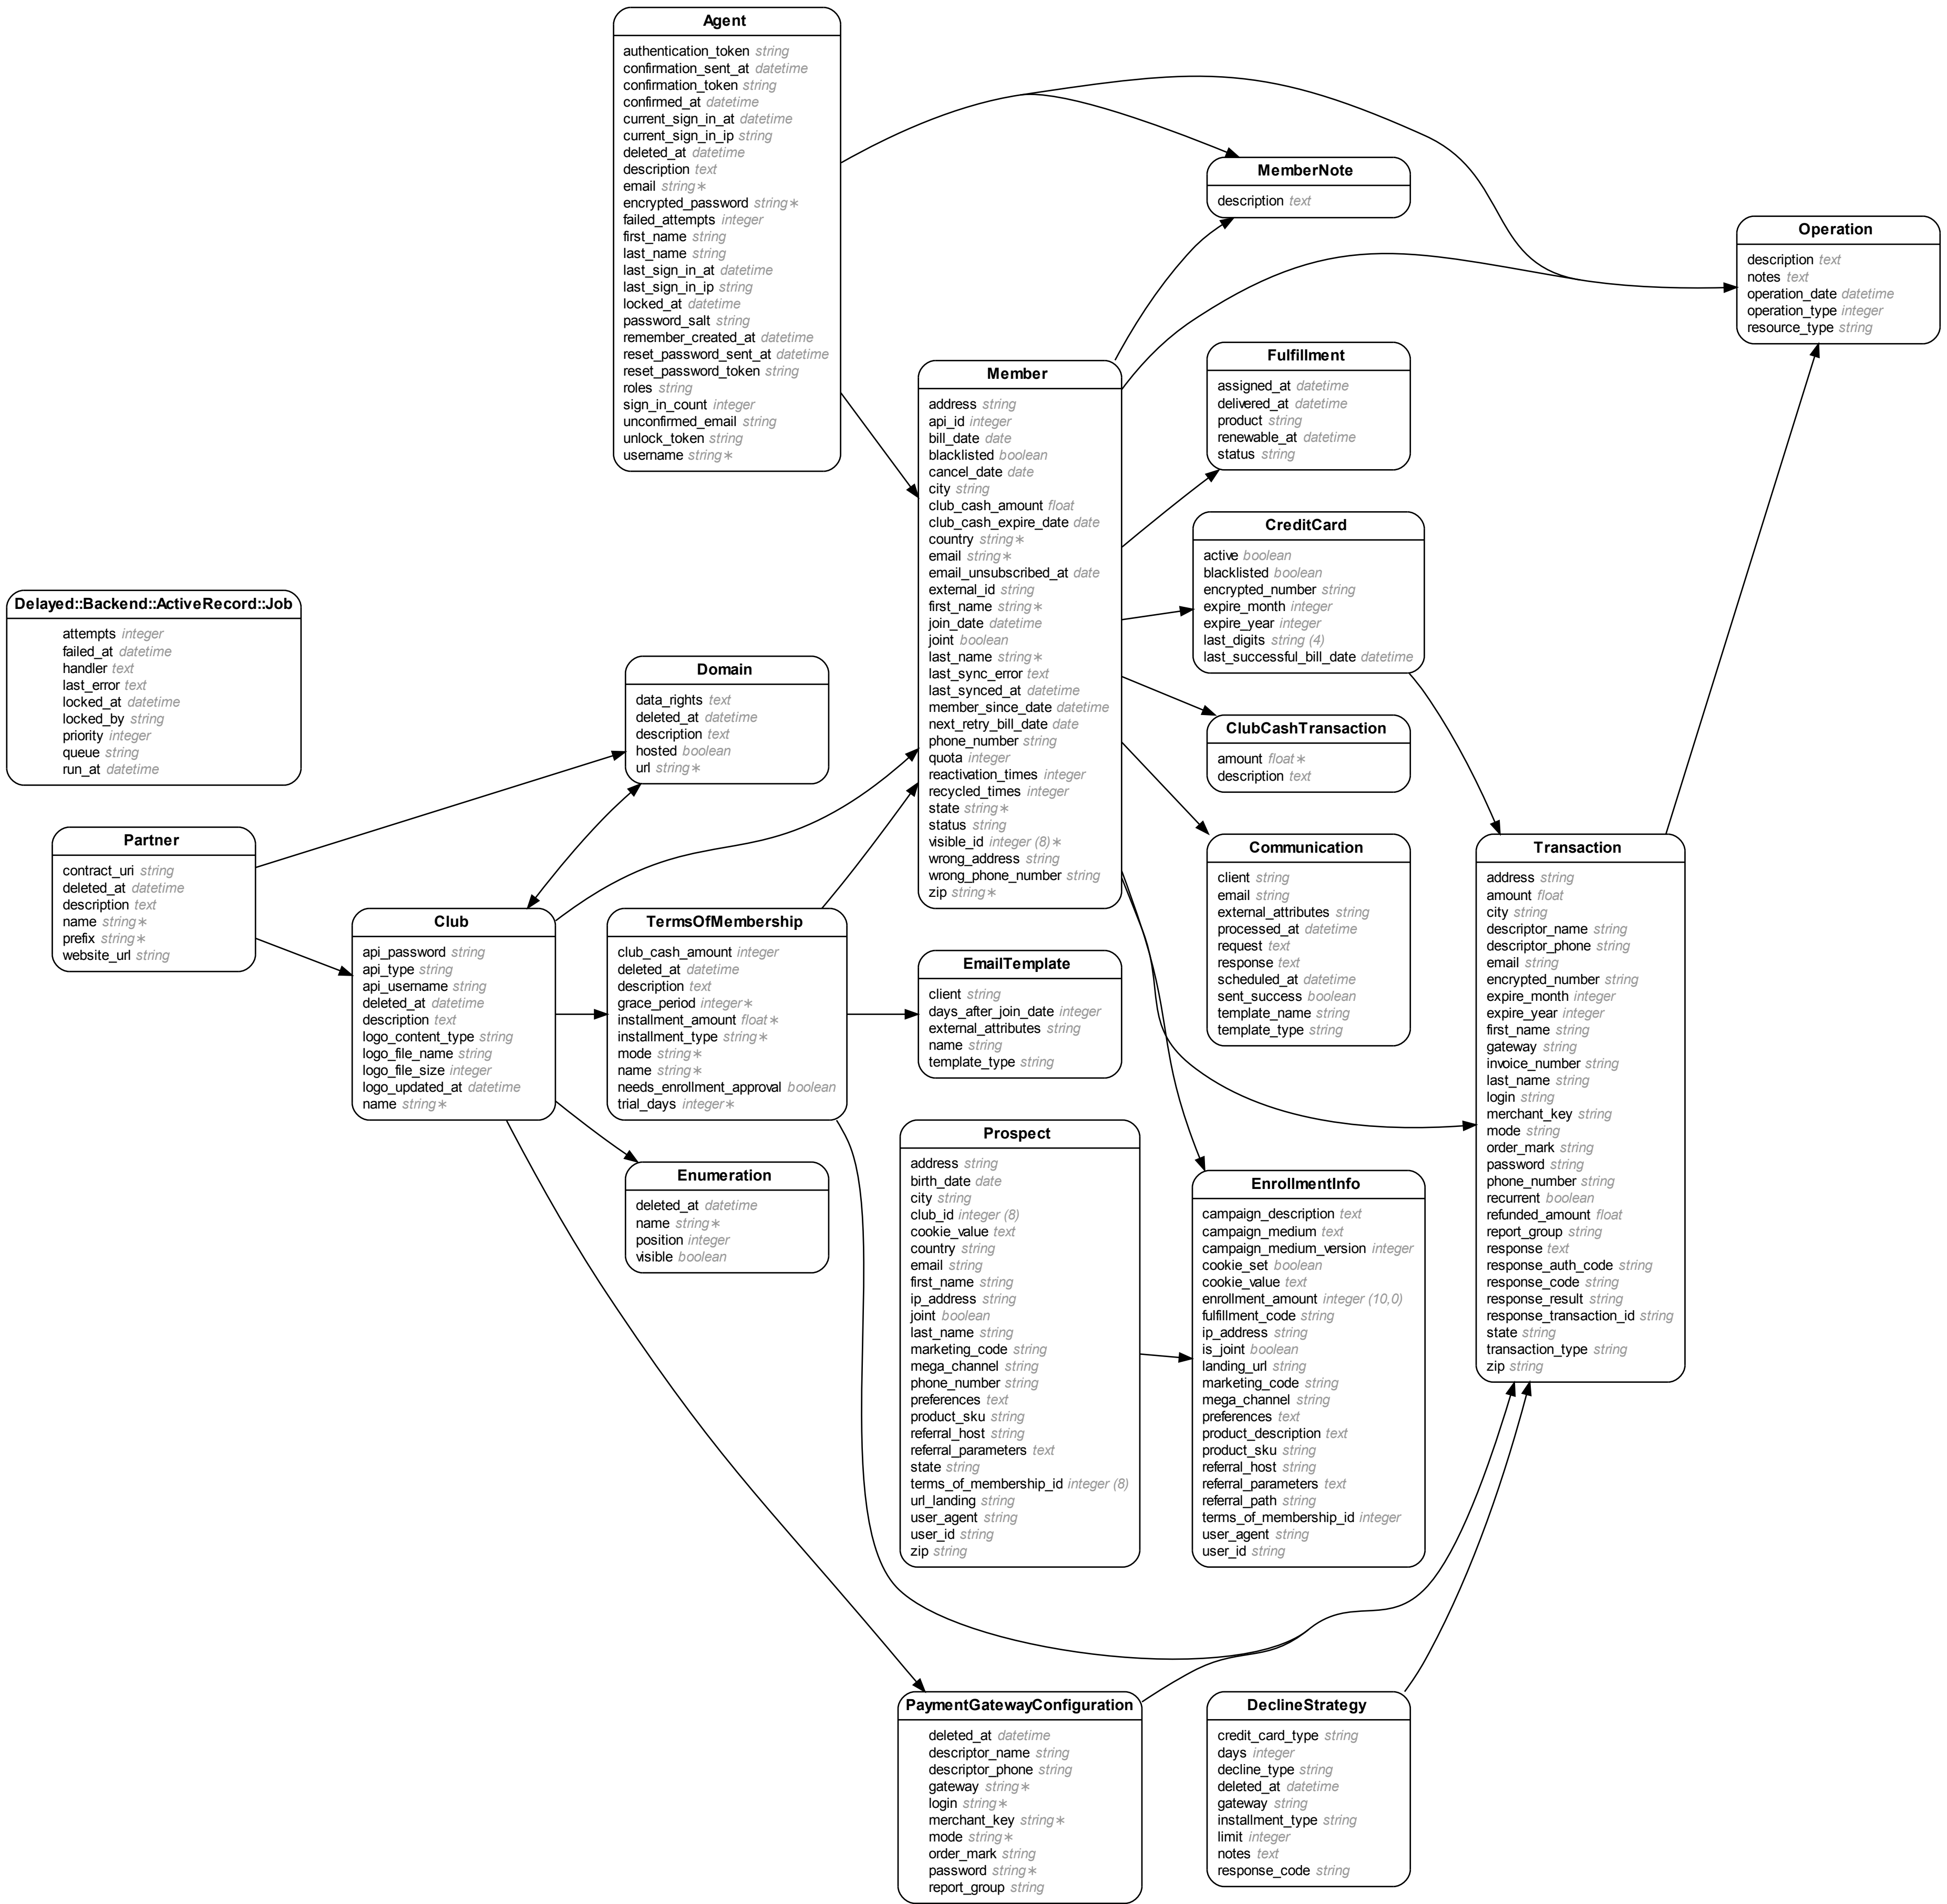 Agent
authentication_token string
confirmation_sent_at datetime
confirmation_token string
confirmed_at datetime
current_sign_in_at datetime
current_sign_in_ip string
deleted_at datetime
description text
email string∗
encrypted_password string∗
failed_attempts integer
first_name string
last_name string
last_sign_in_at datetime
last_sign_in_ip string
locked_at datetime
password_salt string
remember_created_at datetime
reset_password_sent_at datetime
reset_password_token string
roles string
sign_in_count integer
unconfirmed_email string
unlock_token string
username string∗
MemberNote
description text
Operation
description text
notes text
operation_date datetime
operation_type integer
resource_type string
Member
address string
api_id integer
bill_date date
blacklisted boolean
cancel_date date
city string
club_cash_amount float
club_cash_expire_date date
country string∗
email string∗
email_unsubscribed_at date
external_id string
first_name string∗
join_date datetime
joint boolean
last_name string∗
last_sync_error text
last_synced_at datetime
member_since_date datetime
next_retry_bill_date date
phone_number string
quota integer
reactivation_times integer
recycled_times integer
state string∗
status string
visible_id integer (8)∗
wrong_address string
wrong_phone_number string
zip string∗
Fulfillment
assigned_at datetime
delivered_at datetime
product string
renewable_at datetime
status string
CreditCard
active boolean
blacklisted boolean
encrypted_number string
expire_month integer
expire_year integer
last_digits string (4)
last_successful_bill_date datetime
Delayed::Backend::ActiveRecord::Job
attempts integer
failed_at datetime
handler text
last_error text
locked_at datetime
locked_by string
priority integer
queue string
run_at datetime
Domain
data_rights text
deleted_at datetime
description text
hosted boolean
url string∗
ClubCashTransaction
amount float∗
description text
Partner
contract_uri string
deleted_at datetime
description text
name string∗
prefix string∗
website_url string
Communication
client string
email string
external_attributes string
processed_at datetime
request text
response text
scheduled_at datetime
sent_success boolean
template_name string
template_type string
Transaction
address string
amount float
city string
descriptor_name string
descriptor_phone string
email string
encrypted_number string
expire_month integer
expire_year integer
first_name string
gateway string
invoice_number string
last_name string
login string
merchant_key string
mode string
order_mark string
password string
phone_number string
recurrent boolean
refunded_amount float
report_group string
response text
response_auth_code string
response_code string
response_result string
response_transaction_id string
state string
transaction_type string
zip string
Club
api_password string
api_type string
api_username string
deleted_at datetime
description text
logo_content_type string
logo_file_name string
logo_file_size integer
logo_updated_at datetime
name string∗
TermsOfMembership
club_cash_amount integer
deleted_at datetime
description text
grace_period integer∗
installment_amount float∗
installment_type string∗
mode string∗
name string∗
needs_enrollment_approval boolean
trial_days integer∗
EmailTemplate
client string
days_after_join_date integer
external_attributes string
name string
template_type string
Enumeration
deleted_at datetime
name string∗
position integer
visible boolean
Prospect
address string
birth_date date
city string
club_id integer (8)
cookie_value text
country string
email string
first_name string
ip_address string
joint boolean
last_name string
marketing_code string
mega_channel string
phone_number string
preferences text
product_sku string
referral_host string
referral_parameters text
state string
terms_of_membership_id integer (8)
url_landing string
user_agent string
user_id string
zip string
EnrollmentInfo
campaign_description text
campaign_medium text
campaign_medium_version integer
cookie_set boolean
cookie_value text
enrollment_amount integer (10,0)
fulfillment_code string
ip_address string
is_joint boolean
landing_url string
marketing_code string
mega_channel string
preferences text
product_description text
product_sku string
referral_host string
referral_parameters text
referral_path string
terms_of_membership_id integer
user_agent string
user_id string
PaymentGatewayConfiguration
deleted_at datetime
descriptor_name string
descriptor_phone string
gateway string∗
login string∗
merchant_key string∗
mode string∗
order_mark string
password string∗
report_group string
DeclineStrategy
credit_card_type string
days integer
decline_type string
deleted_at datetime
gateway string
installment_type string
limit integer
notes text
response_code string